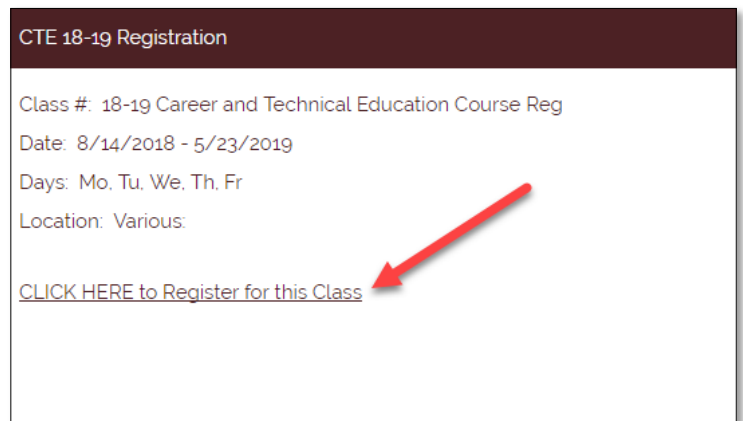 CTE 18-19 Registration
Class #: 18-19 Career and Technical Education Course Reg
Date: 8/14/2018 - 5/23/2019
Days: Mo, Tu, We, Th, Fr
Location: Various:
CLICK HERE to Register for this Class